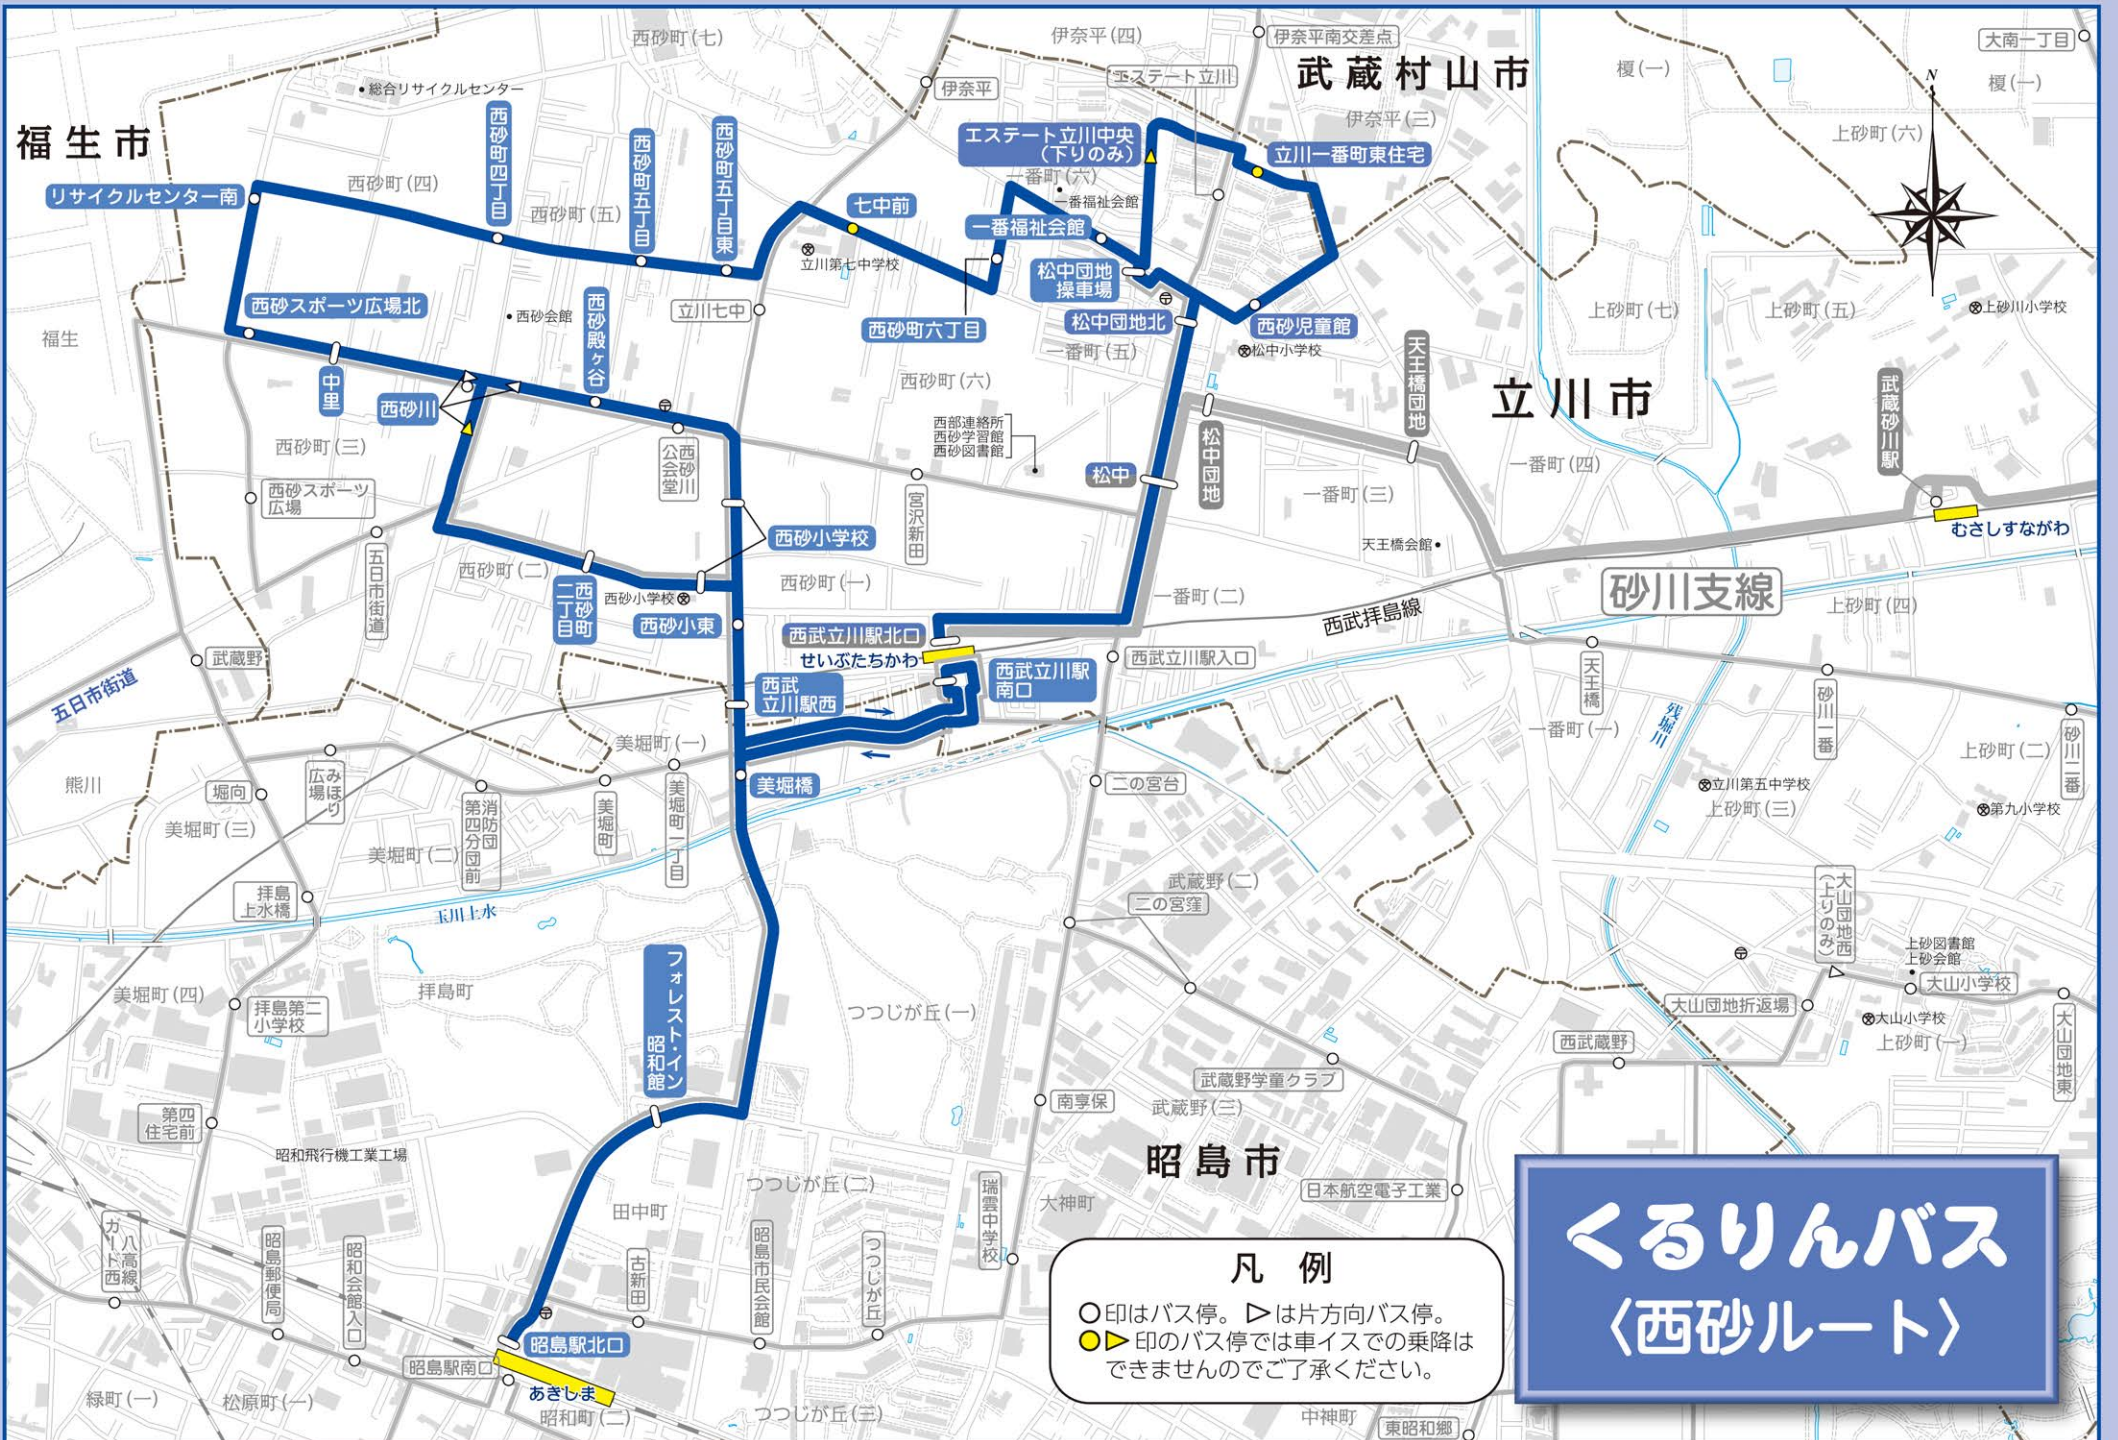 西砂町(七)
伊奈平(四)
伊奈平南交差点
大南一丁目
榎(一)
榎(一)
武蔵村山市
エステート立川
総合リサイクルセンター
伊奈平
伊奈平(三)
上砂町(六)
N
福生市
西砂町四丁目
西砂町五丁目
西砂町五丁目東
エステート立川中央
(下りのみ)
立川一番町東住宅
リサイクルセンター南
西砂町(四)
西砂町(五)
七中前
一番町(六)
一番福祉会館
一番福祉会館
立川第七中学校
松中団地
操車場
西砂スポーツ広場北
西砂会館
西砂殿ヶ谷
立川七中
西砂町六丁目
松中団地北
西砂児童館
上砂町(七)
上砂町(五)
上砂川小学校
福生
一番町(五)
松中小学校
天王橋団地
中里
西砂川
西砂町(六)
立川市
武蔵砂川駅
西部連絡所
西砂学習館
西砂図書館
西砂町(三)
西砂川
公会堂
松中
松中団地
一番町(四)
西砂スポーツ
広場
宮沢新田
一番町(三)
むさしすながわ
五日市街道
西砂小学校
天王橋会館
西砂町(二)
西砂町(一)
西砂町
二丁目
西砂小学校
西砂小東
一番町(二)
砂川支線
上砂町(四)
西武拝島線
西武立川駅北口
せいぶたちかわ
武蔵野
西武立川駅入口
五日市街道
西武
立川駅西
西武立川駅
南口
天王橋
砂川一番
残堀川
一番町(一)
砂川二番
上砂町(二)
美堀町(一)
熊川
みほり
広場
堀向
消防団
第四分団前
美堀町
美堀町一丁目
美堀橋
二の宮台
立川第五中学校
上砂町(三)
第九小学校
美堀町(三)
美堀町(二)
武蔵野(二)
二の宮窪
大山団地西
(上りのみ)
拝島
上水橋
玉川上水
上砂図書館
上砂会館
大山小学校
フォレスト・イン
昭和館
美堀町(四)
拝島町
拝島第二
小学校
つつじが丘(一)
大山団地折返場
大山小学校
上砂町(一)
大山団地東
西武蔵野
武蔵野学童クラブ
武蔵野(三)
南享保
第四
住宅前
昭和飛行機工業工場
昭島市
つつじが丘(二)
瑞雲中学校
大神町
日本航空電子工業
田中町
八高線
ガード西
昭島郵便局
昭和会館入口
古新田
昭島市民会館
つつじが丘
昭島駅北口
昭島駅南口
あきしま
緑町(一)
松原町(一)
昭和町(二)
つつじが丘(三)
中神町
東昭和郷
凡例
○印はバス停。▷は片方向バス停。
●▶印のバス停では車イスでの乗降は
できませんのでご了承ください。
くるりんバス
〈西砂ルート〉